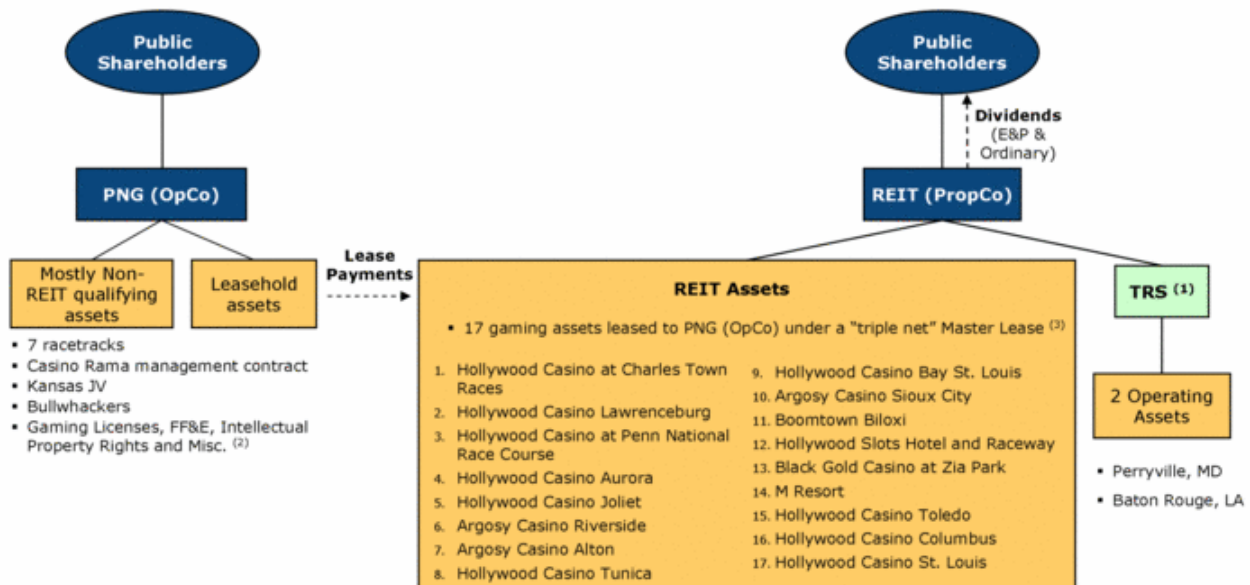 Public
Shareholders
PNG (OpCo)
Mostly Non-
REIT qualifying
assets
Leasehold
assets
▪ 7 racetracks
▪ Casino Rama management contract
▪ Kansas JV
▪ Bullwhackers
▪ Gaming Licenses, FF&E, Intellectual
Property Rights and Misc. (2)
Lease
Payments
Public
Shareholders
Dividends
(E&P &
Ordinary)
REIT (PropCo)
REIT Assets
▪ 17 gaming assets leased to PNG (OpCo) under a “triple net” Master Lease (3)
1. Hollywood Casino at Charles Town
Races
2. Hollywood Casino Lawrenceburg
3. Hollywood Casino at Penn National
Race Course
4. Hollywood Casino Aurora
5. Hollywood Casino Joliet
6. Argosy Casino Riverside
7. Argosy Casino Alton
8. Hollywood Casino Tunica
9. Hollywood Casino Bay St. Louis
10. Argosy Casino Sioux City
11. Boomtown Biloxi
12. Hollywood Slots Hotel and Raceway
13. Black Gold Casino at Zia Park
14. M Resort
15. Hollywood Casino Toledo
16. Hollywood Casino Columbus
17. Hollywood Casino St. Louis
TRS (1)
2 Operating
Assets
▪ Perryville, MD
▪ Baton Rouge, LA